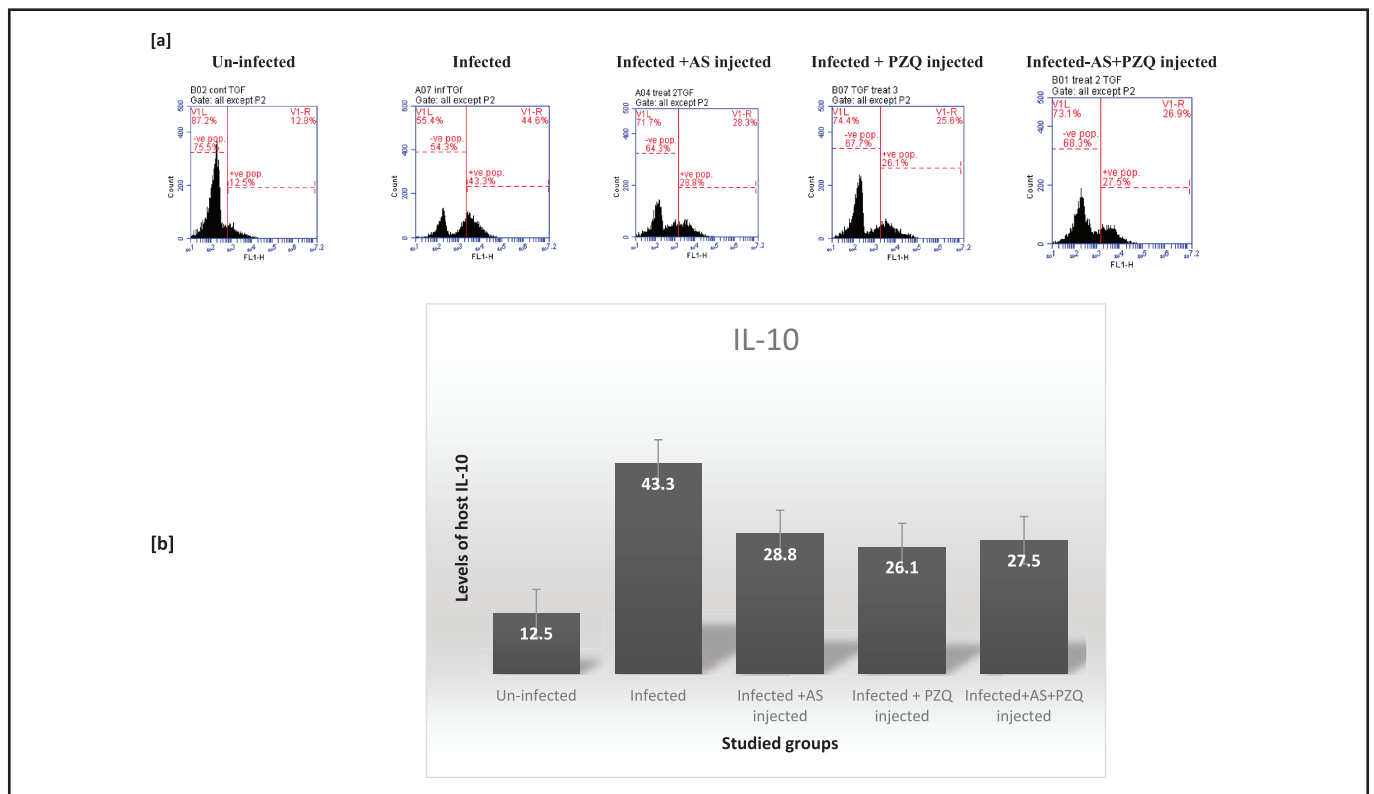 [a]
Un-infected
B02 cont TGF
Gate: all except P2
V1L
87.2%
V1-R
12.8%
-ve pop.
75.5%
+ve pop.
12.5%
Count
FL1-H
Infected
A07 inf TGf
Gate: all except P2
V1L
55.4%
V1-R
44.6%
-ve pop.
54.3%
+ve pop.
43.3%
Count
FL1-H
Infected +AS injected
A04 treat 2TGF
Gate: all except P2
V1L
71.7%
V1-R
28.3%
-ve pop.
64.3%
+ve pop.
28.8%
Count
FL1-H
Infected + PZQ injected
B07 TGF treat 3
Gate: all except P2
V1L
74.4%
V1-R
25.6%
-ve pop.
67.7%
+ve pop.
26.1%
Count
FL1-H
Infected-AS+PZQ injected
B01 treat 2 TGF
Gate: all except P2
V1L
73.1%
V1-R
26.9%
-ve pop.
68.3%
+ve pop.
27.5%
Count
FL1-H
[b]
IL-10
Levels of host IL-10
12.5
43.3
28.8
26.1
27.5
Un-infected
Infected
Infected +AS
injected
Infected + PZQ
injected
Infected+AS+PZQ
injected
Studied groups